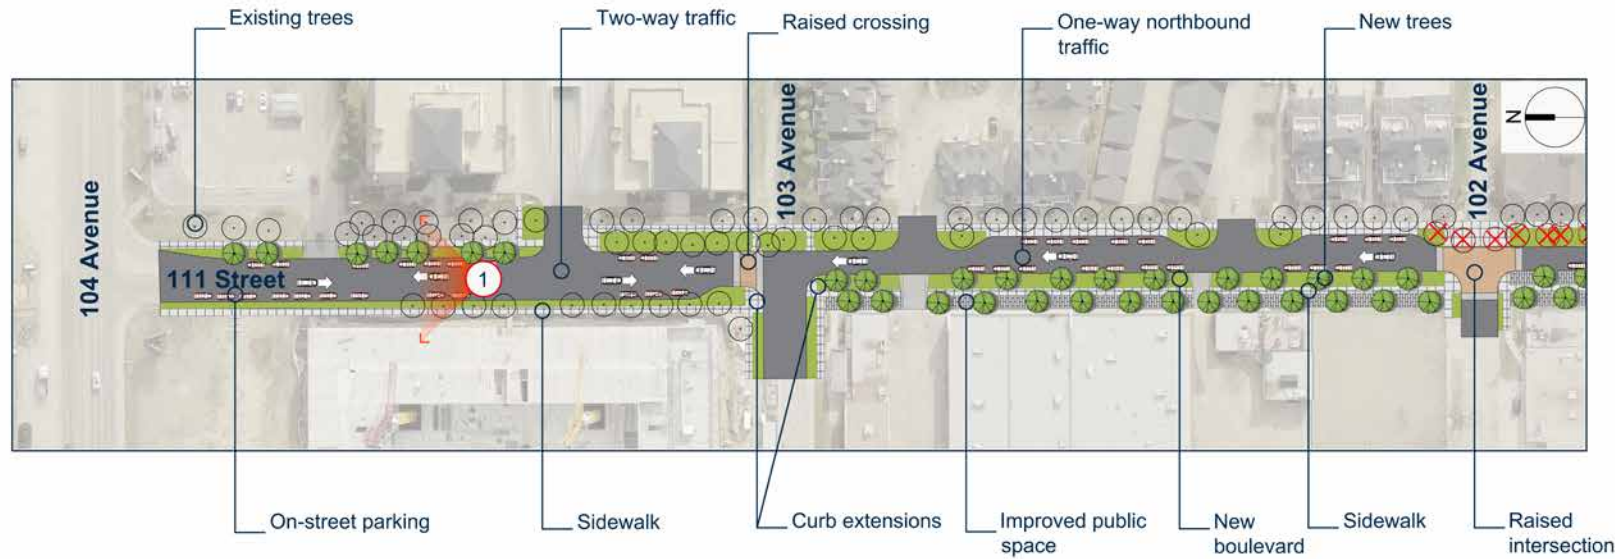 Existing trees
Two-way traffic
Raised crossing
One-way northbound
traffic
New trees
104 Avenue
103 Avenue
102 Avenue
N
111 Street
1
On-street parking
Sidewalk
Curb extensions
Improved public
space
New
boulevard
Sidewalk
Raised
intersection